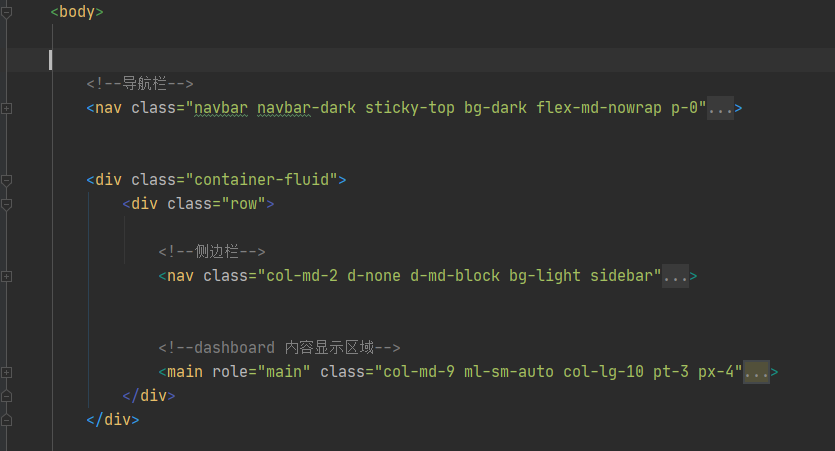 <body>
<!--导航栏-->
<nav class="navbar navbar-dark sticky-top bg-dark flex-md-nowrap p-0"...>
<div class="container-fluid">
<div class="row">
<!--侧边栏-->
<nav class="col-md-2 d-none d-md-block bg-light sidebar"...>
<!--dashboard 内容显示区域-->
<main role="main" class="col-md-9 ml-sm-auto col-lg-10 pt-3 px-4"...>
</div>
</div>